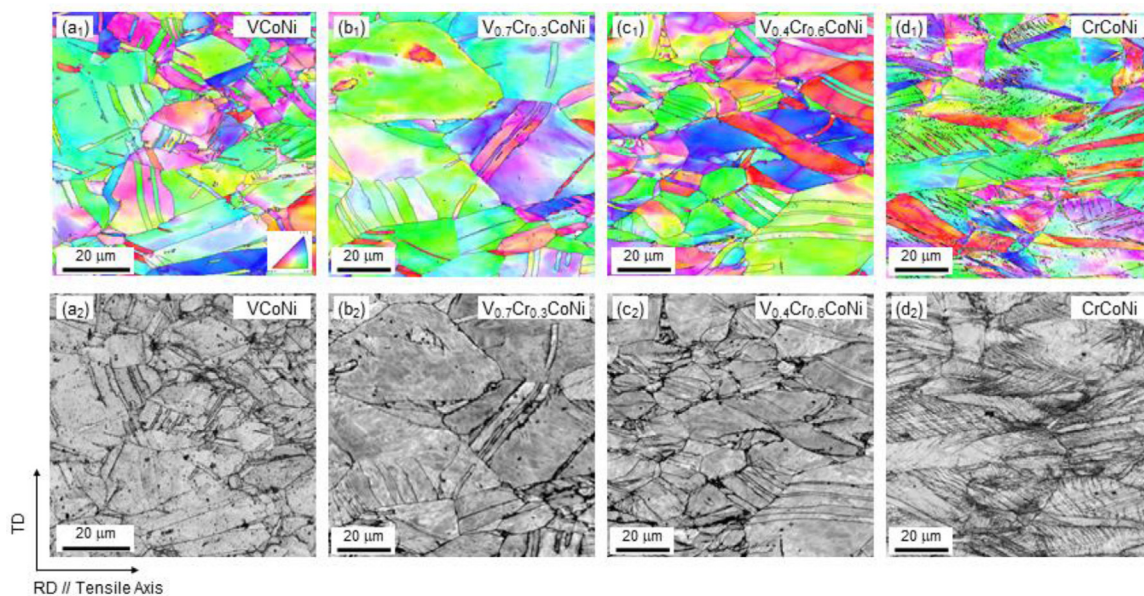 (a₁) VCoNi
(b₁) V₀.₇Cr₀.₃CoNi
(c₁) V₀.₄Cr₀.₆CoNi
(d₁) CrCoNi
20 μm
20 μm
20 μm
20 μm
(a₂) VCoNi
(b₂) V₀.₇Cr₀.₃CoNi
(c₂) V₀.₄Cr₀.₆CoNi
(d₂) CrCoNi
20 μm
20 μm
20 μm
20 μm
TD
RD // Tensile Axis